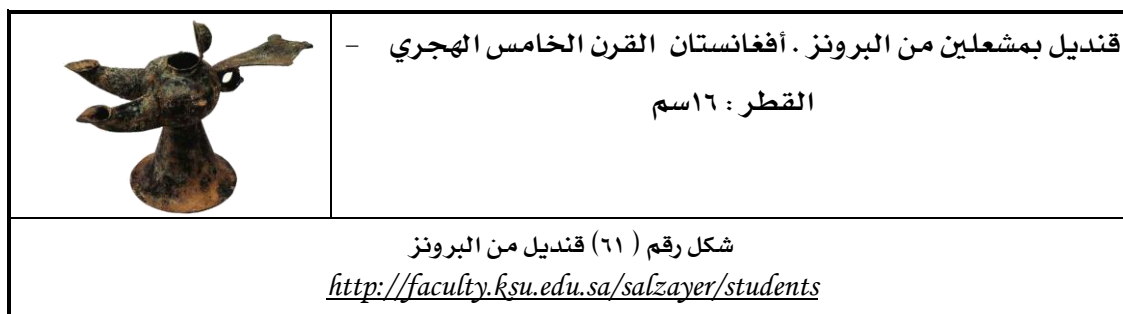 - قنديل بمشعلين من البرونز . أفغانستان القرن الخامس الهجري
القطر : ١٦سم
شكل رقم ( ٦١) قنديل من البرونز
http://faculty.ksu.edu.sa/salzayer/students